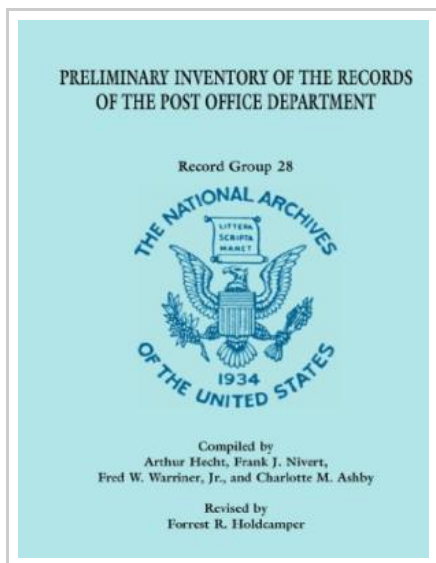 PRELIMINARY INVENTORY OF THE RECORDS
OF THE POST OFFICE DEPARTMENT
Record Group 28
THE NATIONAL ARCHIVES
LITTERA
SCRIPTA
MANET
1934
OF THE UNITED STATES
Compiled by
Arthur Hecht, Frank J. Nivert,
Fred W. Warriner, Jr., and Charlotte M. Ashby
Revised by
Forrest R. Holdcamper